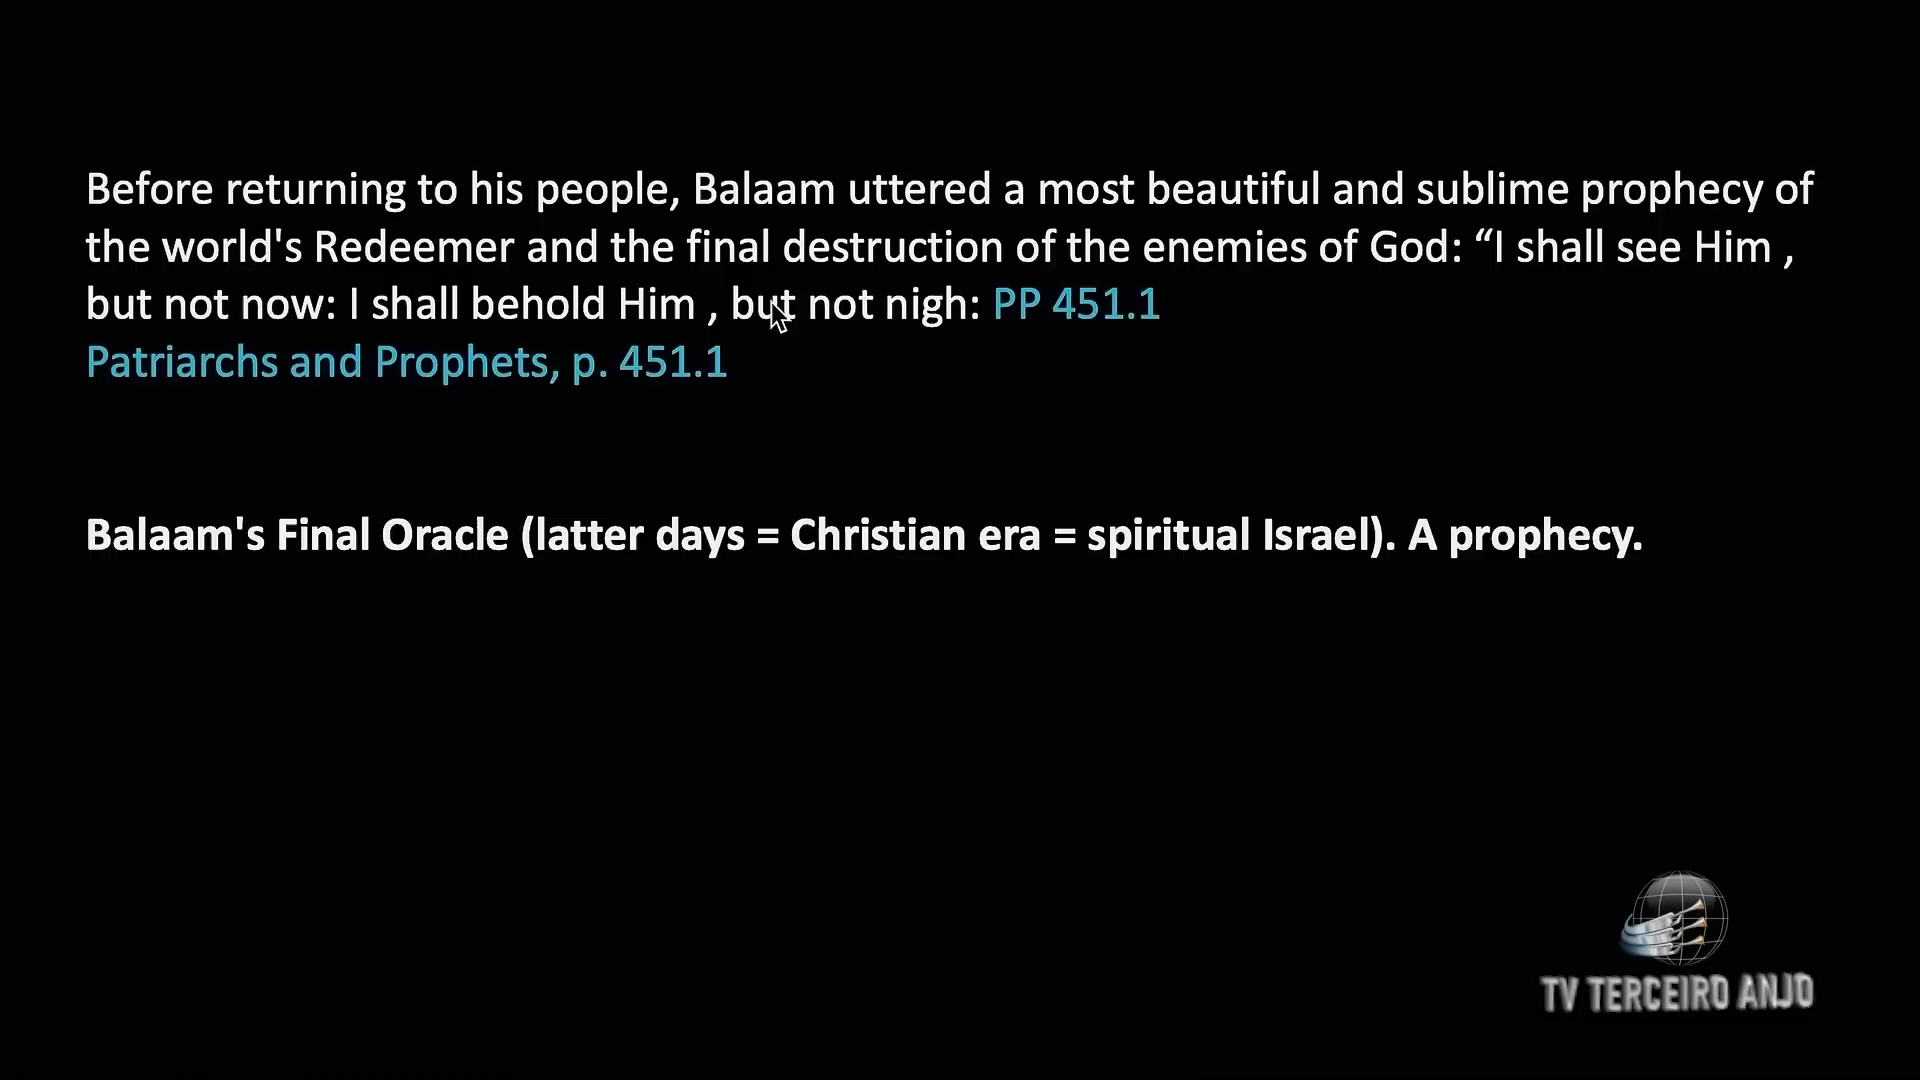 Before returning to his people, Balaam uttered a most beautiful and sublime prophecy of
the world's Redeemer and the final destruction of the enemies of God: “I shall see Him ,
but not now: I shall behold Him , but not nigh: PP 451.1
Patriarchs and Prophets, p. 451.1
Balaam's Final Oracle (latter days = Christian era = spiritual Israel). A prophecy.
TV TERCEIRO ANJO